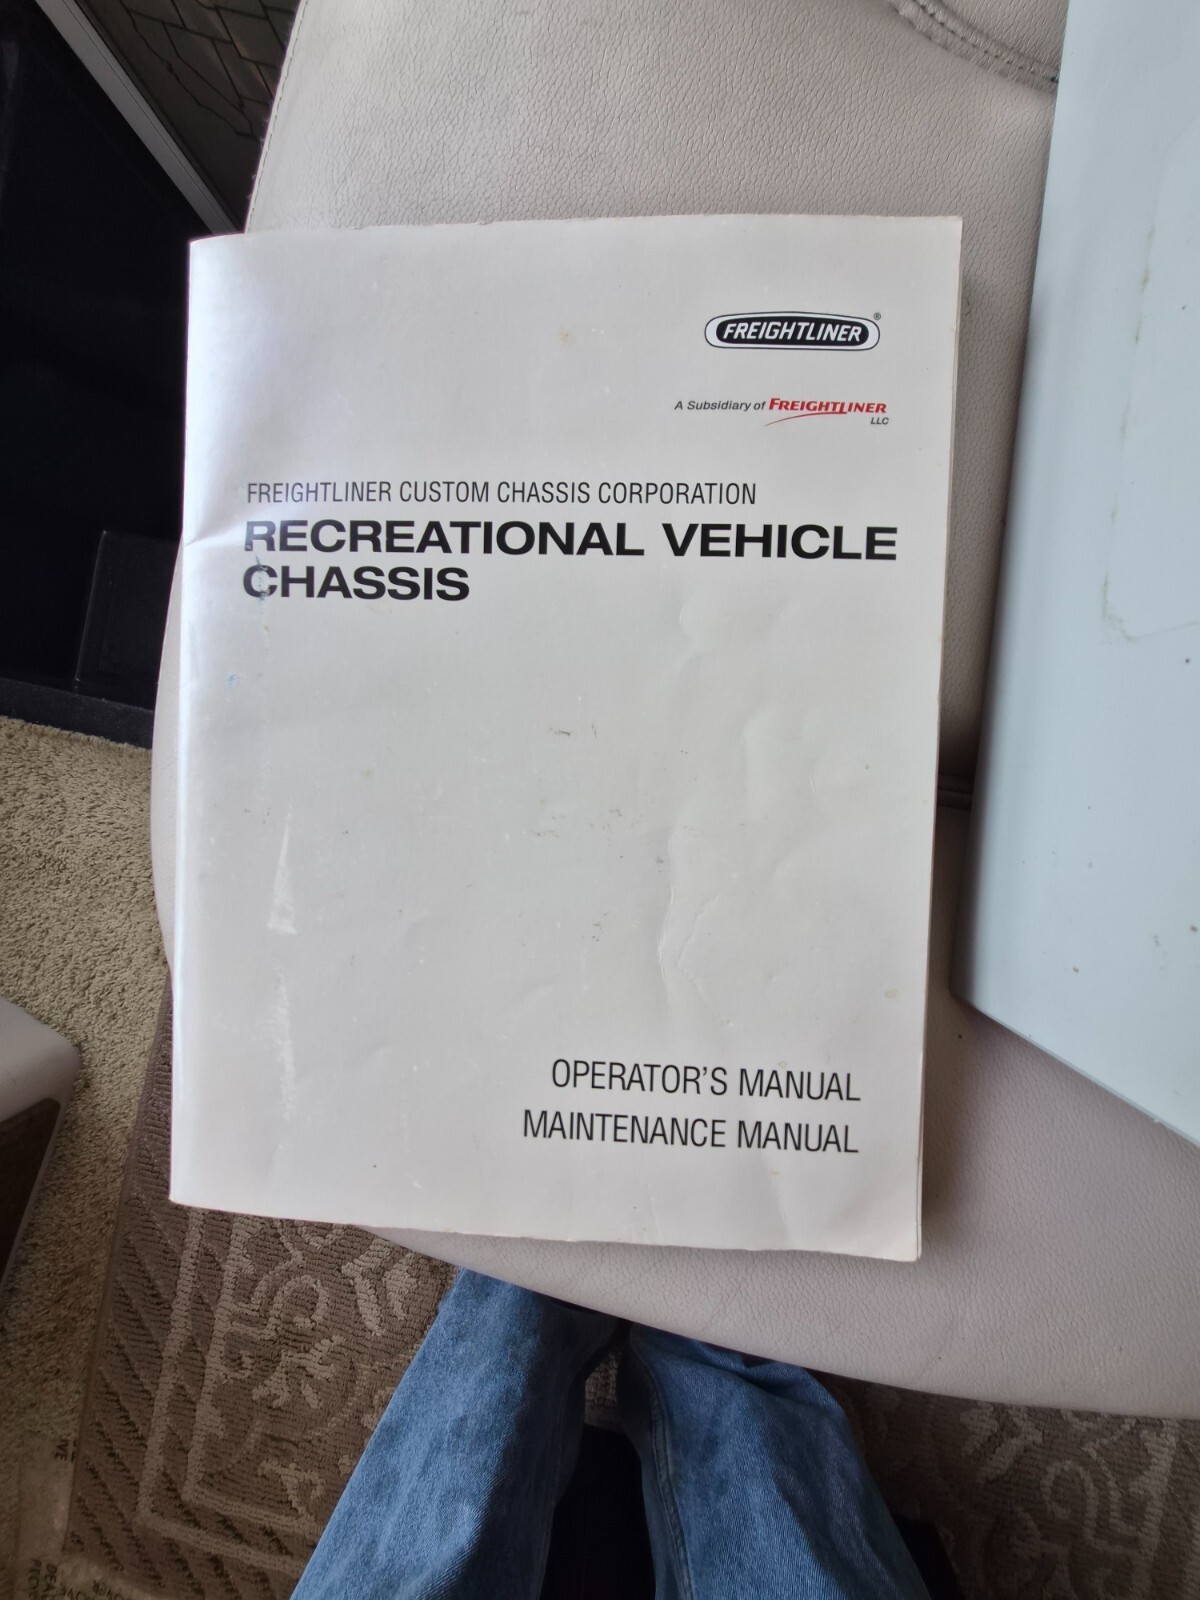 FREIGHTLINER®
A Subsidiary of FREIGHTLINER
LLC
FREIGHTLINER CUSTOM CHASSIS CORPORATION
RECREATIONAL VEHICLE
CHASSIS
OPERATOR'S MANUAL
MAINTENANCE MANUAL